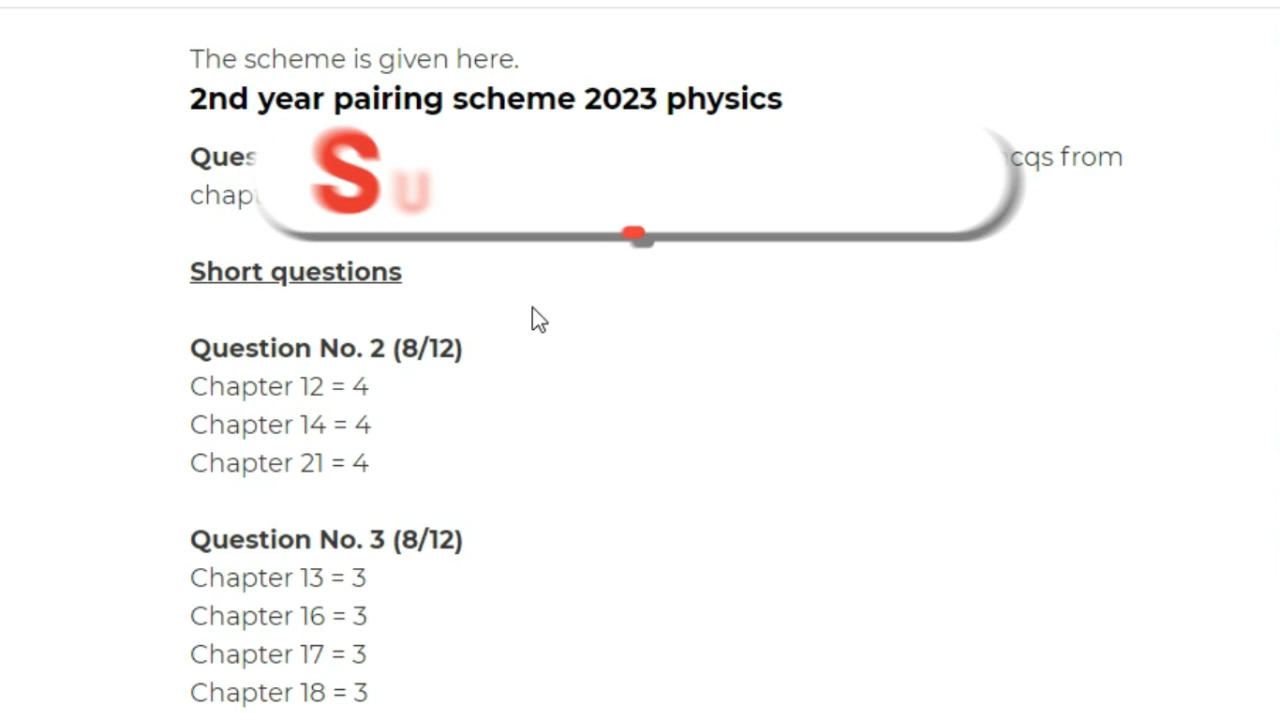 The scheme is given here.
2nd year pairing scheme 2023 physics
cqs from
Su
Short questions
Question No. 2 (8/12)
Chapter 12 = 4
Chapter 14 = 4
Chapter 21 = 4
Question No. 3 (8/12)
Chapter 13 = 3
Chapter 16 = 3
Chapter 17 = 3
Chapter 18 = 3